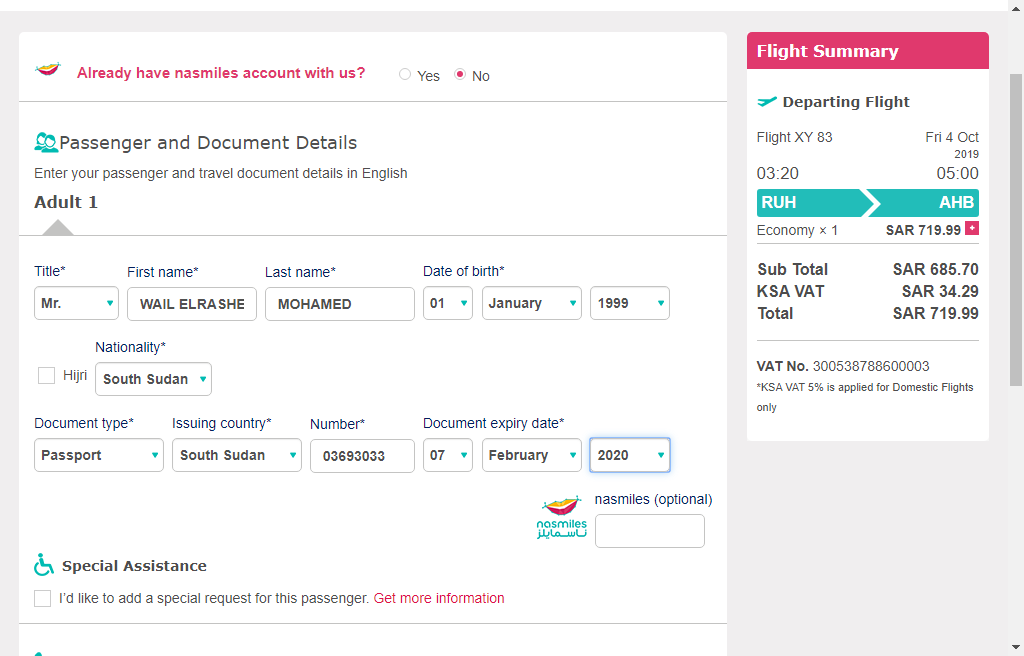 Already have nasmiles account with us?
Yes
No
Passenger and Document Details
Enter your passenger and travel document details in English
Adult 1
Title*
First name*
Last name*
Date of birth*
Mr.
WAIL ELRASHE
MOHAMED
01
January
1999
Nationality*
Hijri
South Sudan
Document type*
Issuing country*
Number*
Document expiry date*
Passport
South Sudan
03693033
07
February
2020
nasmiles
ناسمايلز
nasmiles (optional)
Special Assistance
I'd like to add a special request for this passenger. Get more information
Flight Summary
Departing Flight
Flight XY 83
Fri 4 Oct
2019
03:20
05:00
RUH
AHB
Economy × 1
SAR 719.99 +
Sub Total SAR 685.70
KSA VAT SAR 34.29
Total SAR 719.99
VAT No. 300538788600003
*KSA VAT 5% is applied for Domestic Flights
only